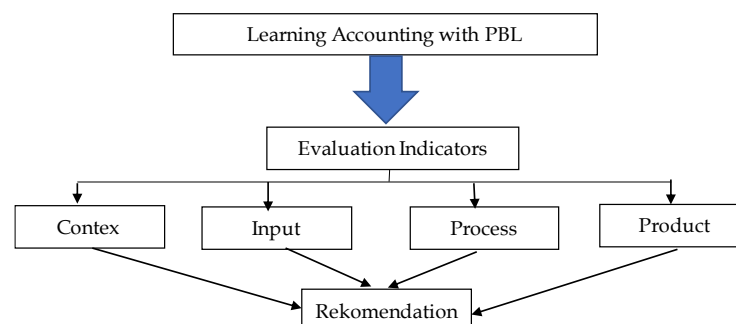 Learning Accounting with PBL
Evaluation Indicators
Contex
Input
Process
Product
Rekomendation